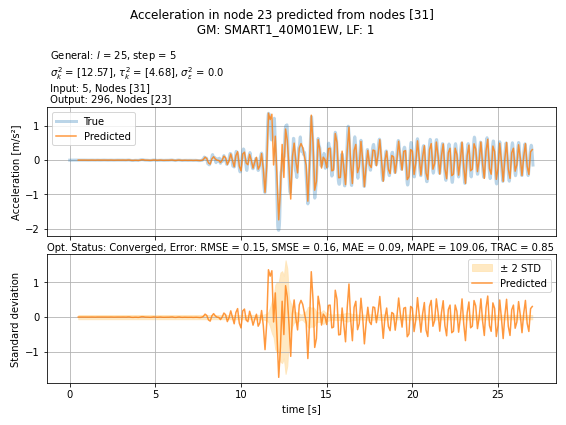 Acceleration in node 23 predicted from nodes [31]
GM: SMART1_40M01EW, LF: 1
General: l = 25, step = 5
σ²ₖ = [12.57], τ²ₖ = [4.68], σ²ε = 0.0
Input: 5, Nodes [31]
Output: 296, Nodes [23]
True
Predicted
Acceleration [m/s²]
1
0
−1
−2
Opt. Status: Converged, Error: RMSE = 0.15, SMSE = 0.16, MAE = 0.09, MAPE = 109.06, TRAC = 0.85
± 2 STD
Predicted
Standard deviation
1
0
−1
0 5 10 15 20 25
time [s]